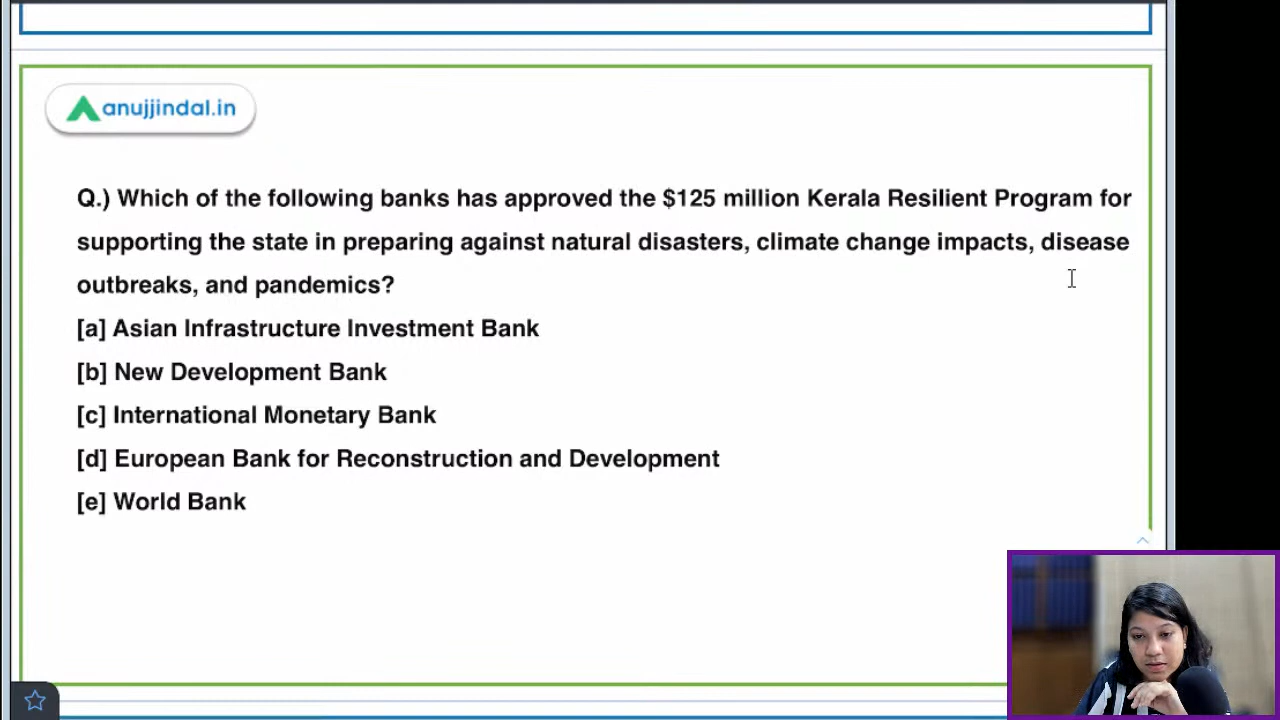 anujjindal.in
Q.) Which of the following banks has approved the $125 million Kerala Resilient Program for
supporting the state in preparing against natural disasters, climate change impacts, disease
outbreaks, and pandemics?
[a] Asian Infrastructure Investment Bank
[b] New Development Bank
[c] International Monetary Bank
[d] European Bank for Reconstruction and Development
[e] World Bank